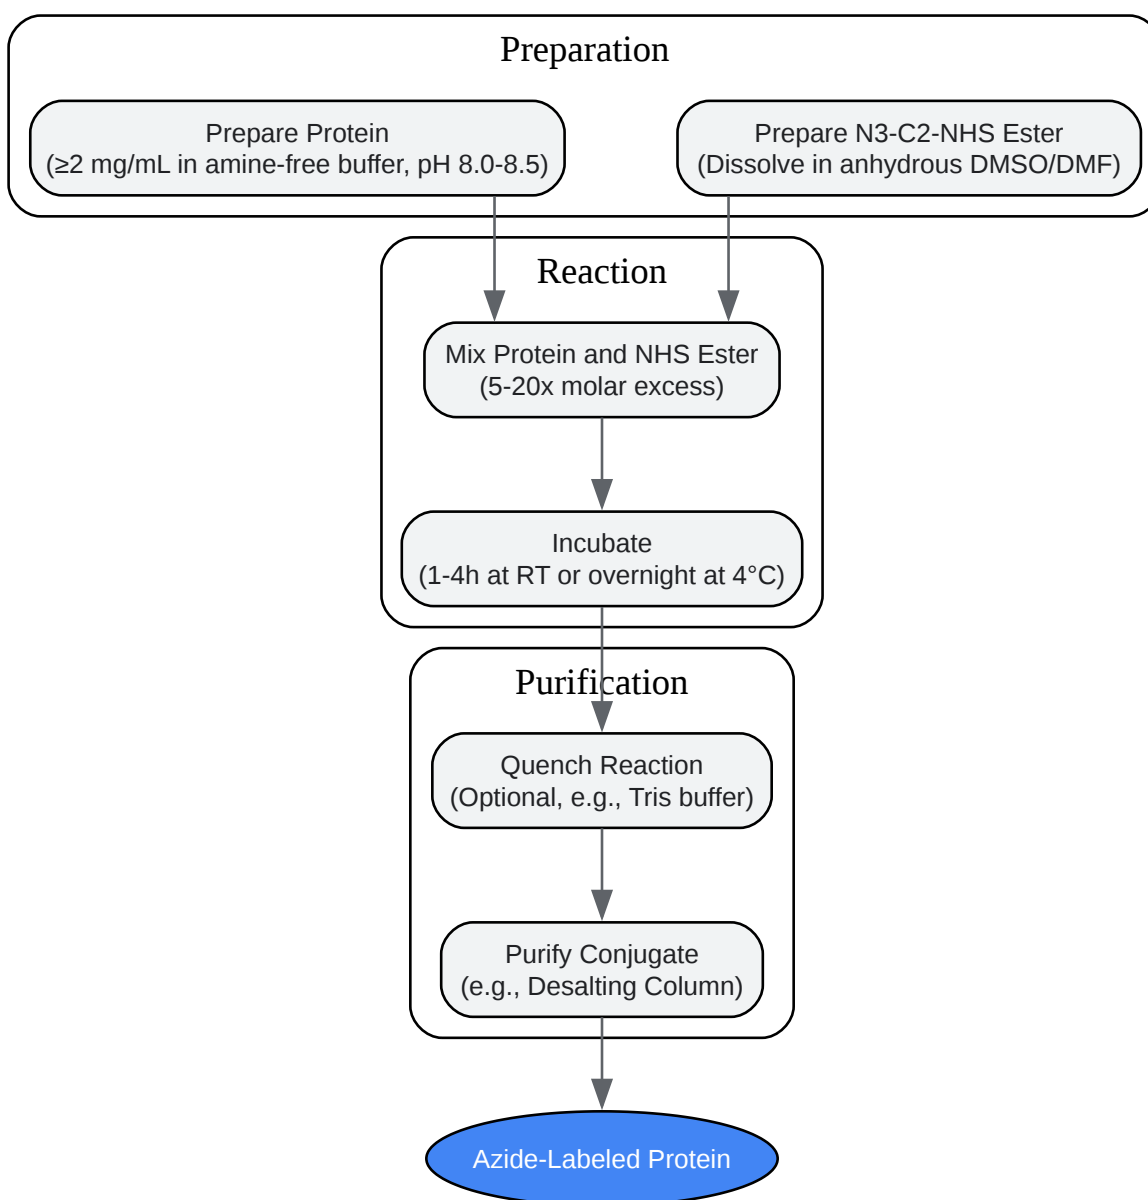 Preparation
Prepare Protein
(≥2 mg/mL in amine-free buffer, pH 8.0-8.5)
Prepare N3-C2-NHS Ester
(Dissolve in anhydrous DMSO/DMF)
Reaction
Mix Protein and NHS Ester
(5-20x molar excess)
Incubate
(1-4h at RT or overnight at 4°C)
Purification
Quench Reaction
(Optional, e.g., Tris buffer)
Purify Conjugate
(e.g., Desalting Column)
Azide-Labeled Protein